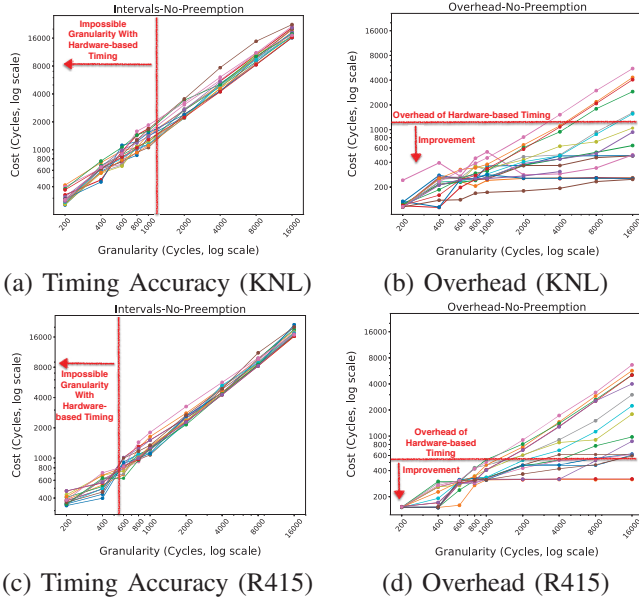 Intervals-No-Preemption
Impossible
Granularity With
Hardware-based
Timing
Cost (Cycles, log scale)
16000
8000
4000
2000
1000
800
600
400
200
400
600
800
1000
2000
4000
8000
16000
Granularity (Cycles, log scale)
(a) Timing Accuracy (KNL)
Overhead-No-Preemption
Overhead of Hardware-based Timing
Improvement
Cost (Cycles, log scale)
16000
8000
4000
2000
1000
800
600
400
200
200
400
600
800
1000
2000
4000
8000
16000
Granularity (Cycles, log scale)
(b) Overhead (KNL)
Intervals-No-Preemption
Impossible
Granularity
With
Hardware-
based Timing
Cost (Cycles, log scale)
16000
8000
4000
2000
1000
800
600
400
200
400
600
800
1000
2000
4000
8000
16000
Granularity (Cycles, log scale)
(c) Timing Accuracy (R415)
Overhead-No-Preemption
Overhead of
Hardware-based
Timing
Improvement
Cost (Cycles, log scale)
16000
8000
4000
2000
1000
800
600
400
200
200
400
600
800
1000
2000
4000
8000
16000
Granularity (Cycles, log scale)
(d) Overhead (R415)